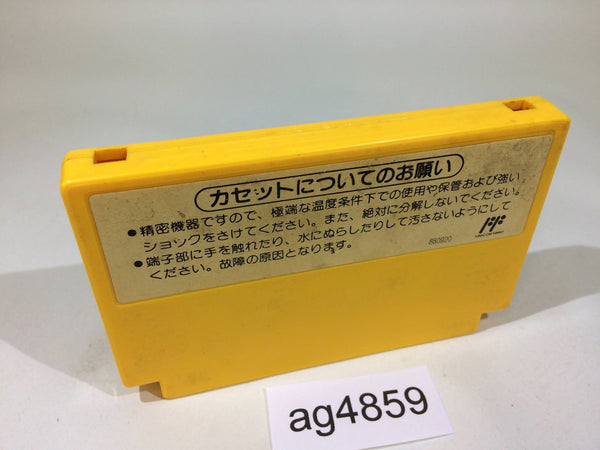 カセットについてのお願い
●精密機器ですので、極端な温度条件下での使用や保管および強い
ショックをさけてください。また、絶対に分解しないでください。
●端子部に手を触れたり、水にぬらしたりして汚さないようにして
ください。故障の原因となります。
880920
ag4859